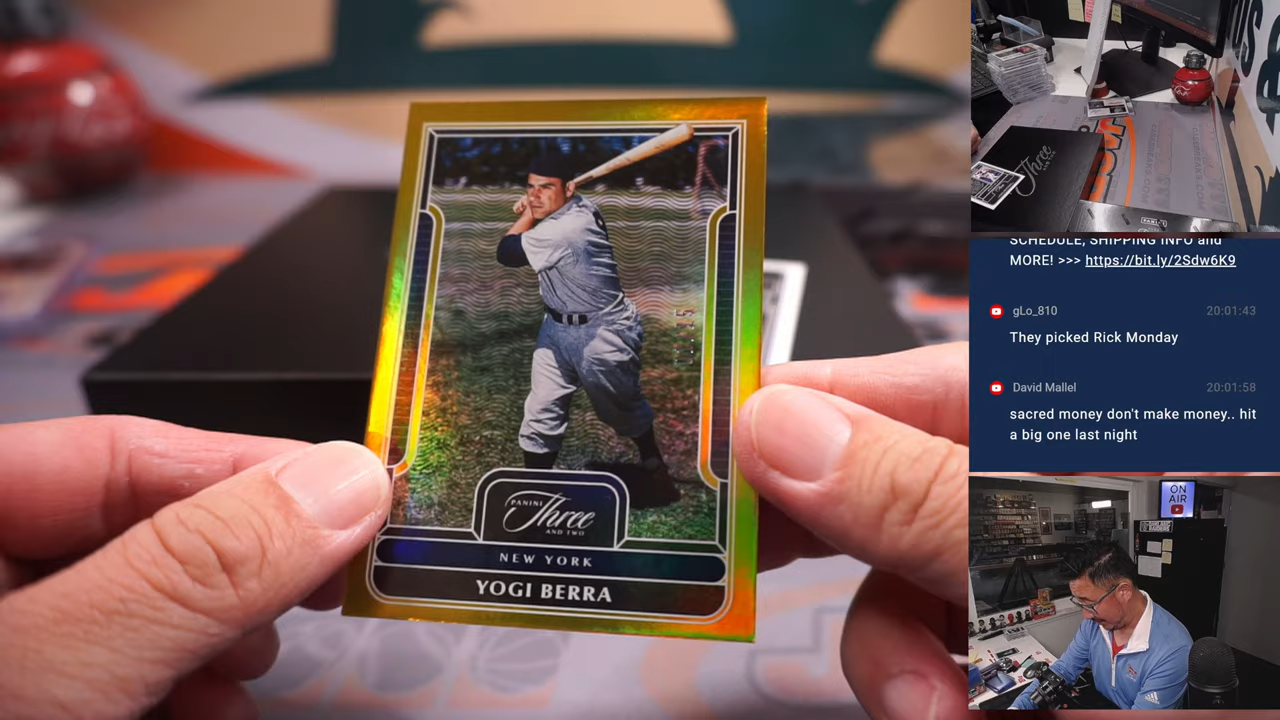 PANINI
Three
AND TWO
NEW YORK
YOGI BERRA
Three
SCHEDULE, SHIPPING INFO and
MORE! >>> https://bit.ly/2Sdw6K9
gLo_810 20:01:43
They picked Rick Monday
David Mallel 20:01:58
sacred money don't make money.. hit
a big one last night
ON
AIR